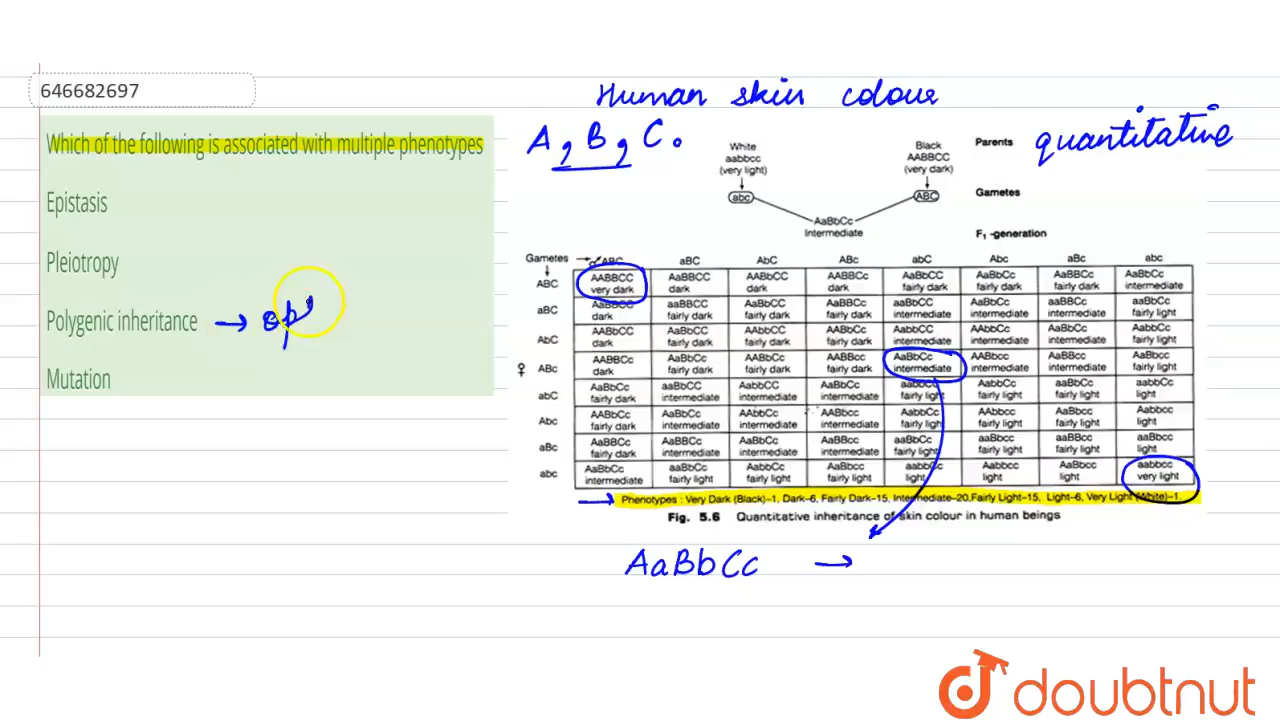 646682697
Which of the following is associated with multiple phenotypes
Epistasis
Pleiotropy
Polygenic inheritance →
Mutation
Human skin colour
A, B, C.
quantitative
White
aabbcc
(very light)
Black
AABBCC
(very dark)
Parents
abc
ABC
Gametes
AaBbCc
Intermediate
F1 -generation
Gametes → ♂ ABC aBC AbC ABc abC Abc aBc abc
ABC AABBCC AaBBCC AABbCC AABBCc AaBbCC AABbCc AaBBCc AaBbCc
very dark dark dark dark fairly dark fairly dark fairly dark intermediate
aBC AaBBCC aaBBCC AaBbCC AaBBCc aaBbCC AaBbCc aaBBCc aaBbCc
dark fairly dark fairly dark fairly dark intermediate intermediate intermediate fairly light
AbC AABbCC AaBbCC AAbbCC AABbCc AabbCC AAbbCc AaBbCc AabbCc
dark fairly dark fairly dark fairly dark intermediate intermediate intermediate fairly light
♀ ABc AABBCc AaBBCc AABbCc AABBcc AaBbCc AABbcc AaBBcc AaBbcc
dark fairly dark fairly dark fairly dark intermediate intermediate intermediate fairly light
abC AaBbCC aaBbCC AabbCC AaBbCc aabbCC AabbCc aaBbCc aabbCc
fairly dark intermediate intermediate intermediate fairly light fairly light fairly light light
Abc AABbCc AaBbCc AAbbCc AABbcc AabbCc AAbbcc AaBbcc Aabbcc
fairly dark intermediate intermediate intermediate fairly light fairly light fairly light light
aBc AaBBCc aaBBCc AaBbCc AaBBcc aaBbCc AaBbcc aaBBcc aaBbcc
fairly dark intermediate intermediate intermediate fairly light fairly light fairly light light
abc AaBbCc aaBbCc AabbCc AaBbcc aabbCc Aabbcc aaBbcc aabbcc
intermediate fairly light fairly light fairly light light light light very light
→ Phenotypes : Very Dark (Black)–1, Dark–6, Fairly Dark–15, Intermediate–20.Fairly Light–15, Light–6, Very Light (White)–1.
Fig. 5.6 Quantitative inheritance of skin colour in human beings
AaBbCc →
doubtnut